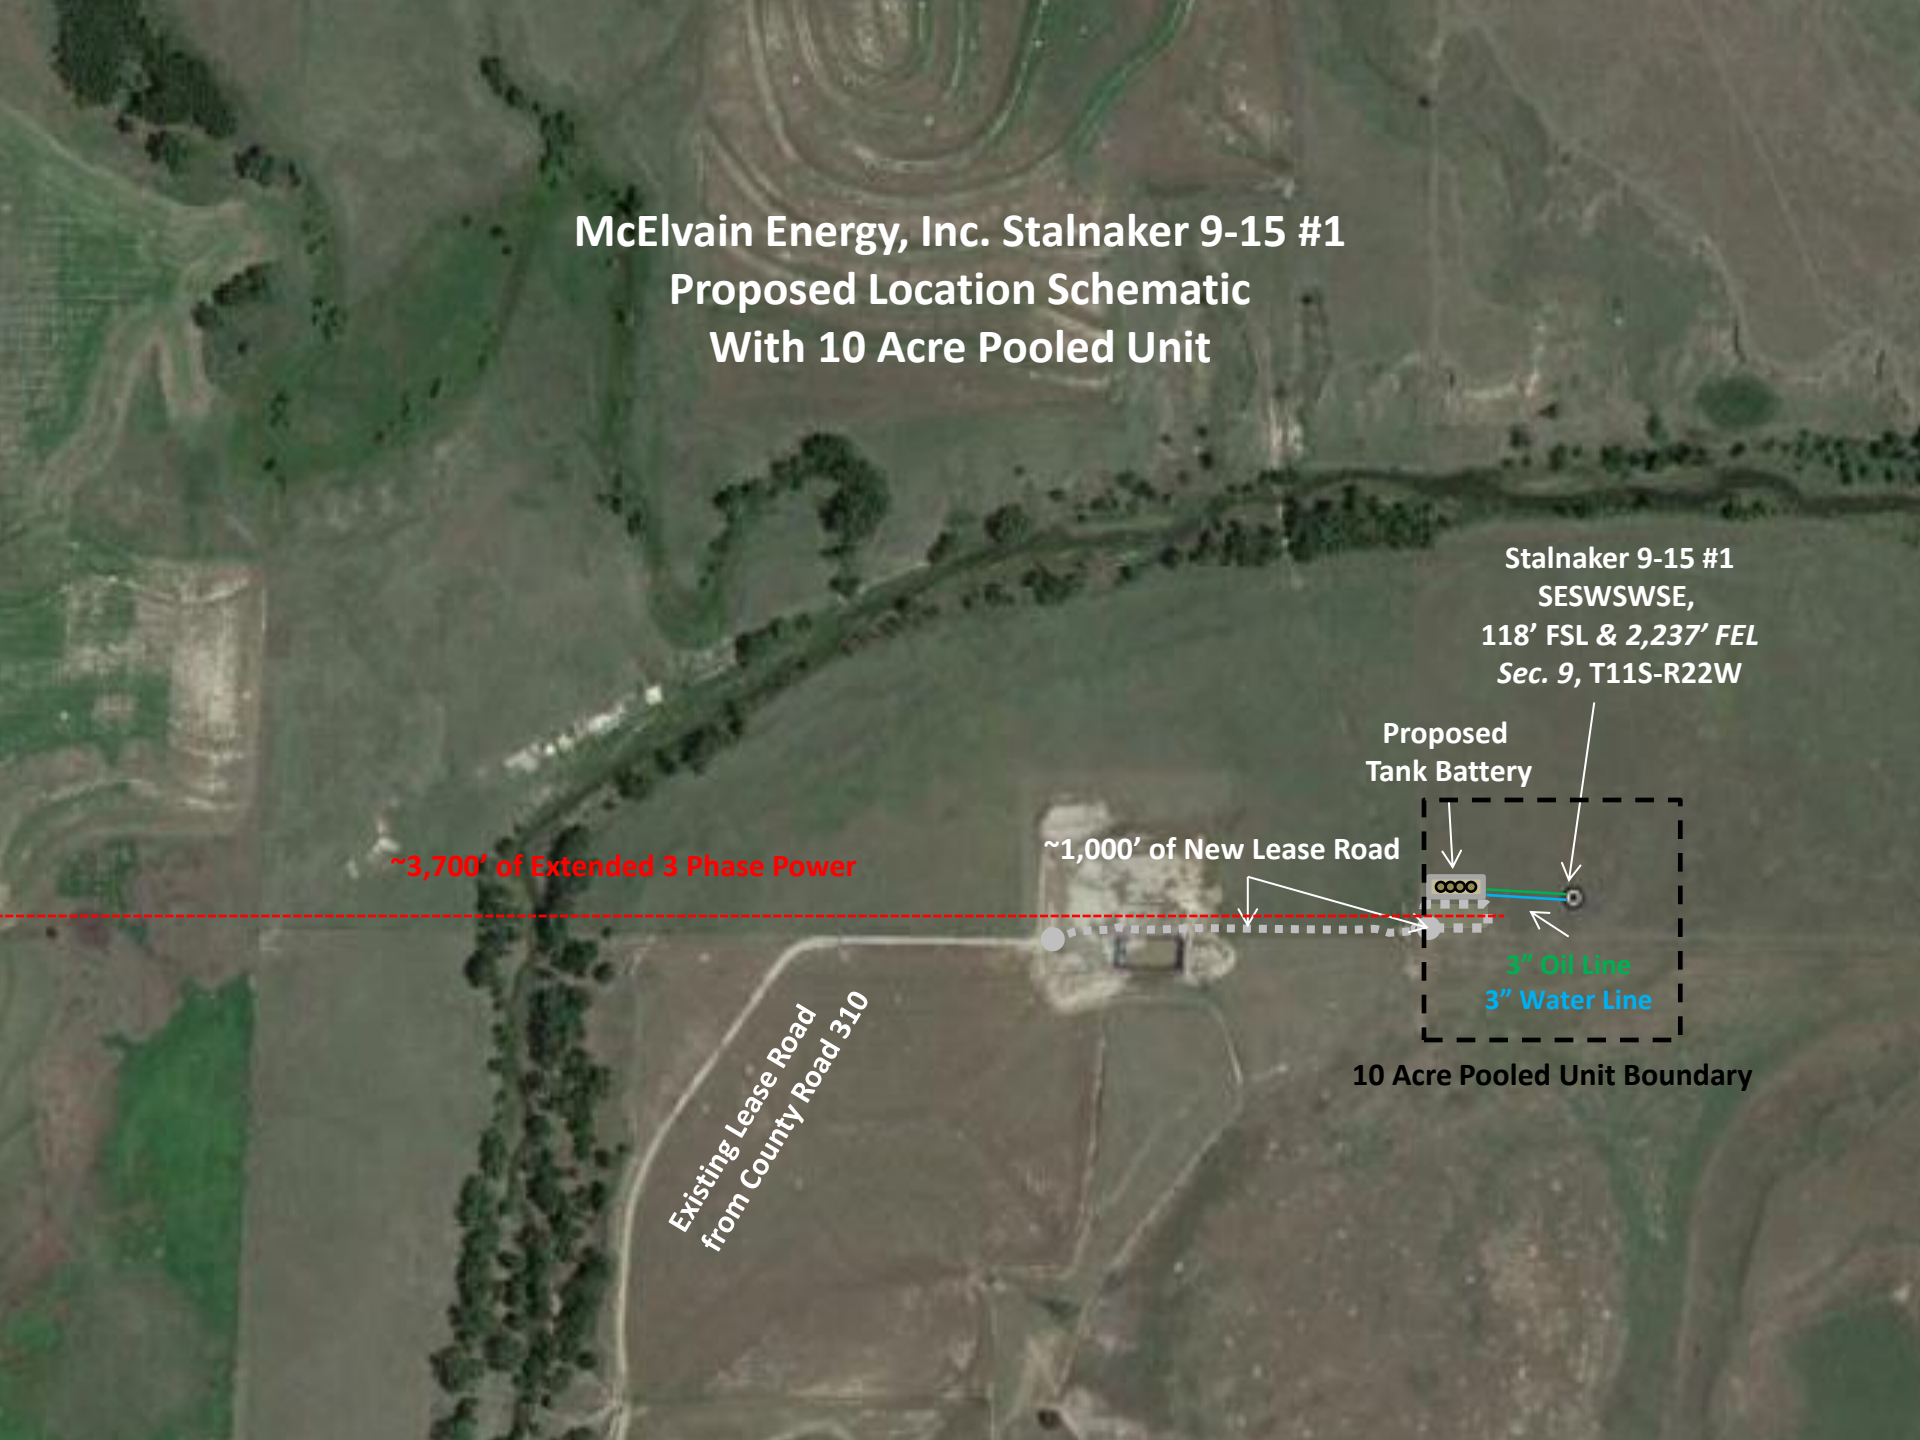 McElvain Energy, Inc. Stalnaker 9-15 #1
Proposed Location Schematic
With 10 Acre Pooled Unit
Stalnaker 9-15 #1
SESWSWSE,
118’ FSL & 2,237’ FEL
Sec. 9, T11S-R22W
Proposed
Tank Battery
~1,000’ of New Lease Road
~3,700’ of Extended 3 Phase Power
3” Oil Line
3” Water Line
10 Acre Pooled Unit Boundary
Existing Lease Road
from County Road 310